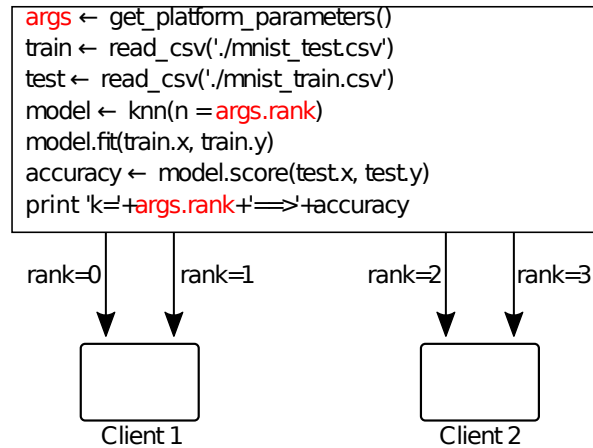 args ← get_platform_parameters()
train ← read_csv('./mnist_test.csv')
test ← read_csv('./mnist_train.csv')
model ← knn(n = args.rank)
model.fit(train.x, train.y)
accuracy ← model.score(test.x, test.y)
print 'k='+args.rank+'==>'+accuracy
rank=0 rank=1 rank=2 rank=3
Client 1 Client 2